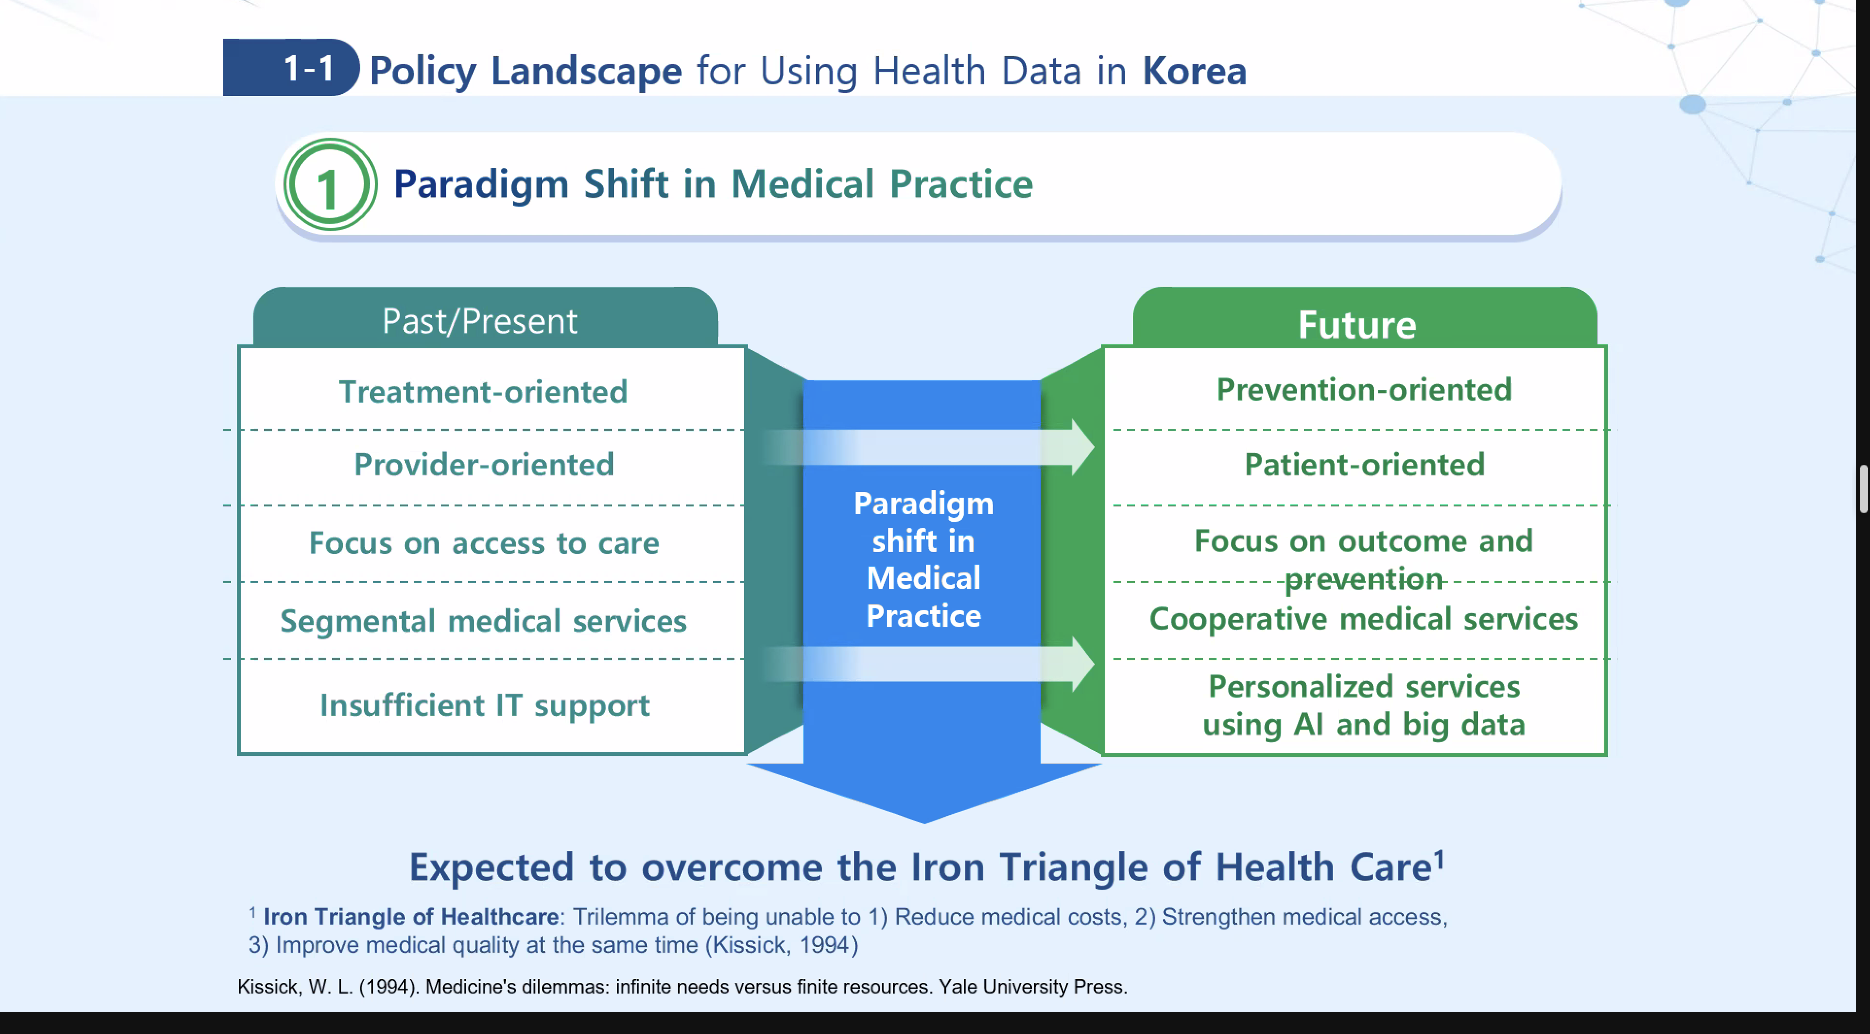 1-1 Policy Landscape for Using Health Data in Korea
1 Paradigm Shift in Medical Practice
Past/Present
Treatment-oriented
Provider-oriented
Focus on access to care
Segmental medical services
Insufficient IT support
Paradigm
shift in
Medical
Practice
Future
Prevention-oriented
Patient-oriented
Focus on outcome and
prevention
Cooperative medical services
Personalized services
using AI and big data
Expected to overcome the Iron Triangle of Health Care¹
¹ Iron Triangle of Healthcare: Trilemma of being unable to 1) Reduce medical costs, 2) Strengthen medical access,
3) Improve medical quality at the same time (Kissick, 1994)
Kissick, W. L. (1994). Medicine's dilemmas: infinite needs versus finite resources. Yale University Press.